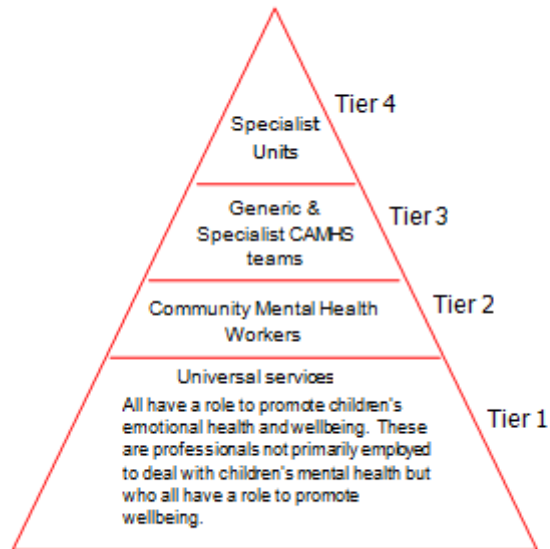 Tier 4
Specialist
Units
Generic &
Specialist CAMHS
teams
Tier 3
Community Mental Health
Workers
Tier 2
Universal services
All have a role to promote children's
emotional health and wellbeing. These
are professionals not primarily employed
to deal with children's mental health but
who all have a role to promote
wellbeing.
Tier 1